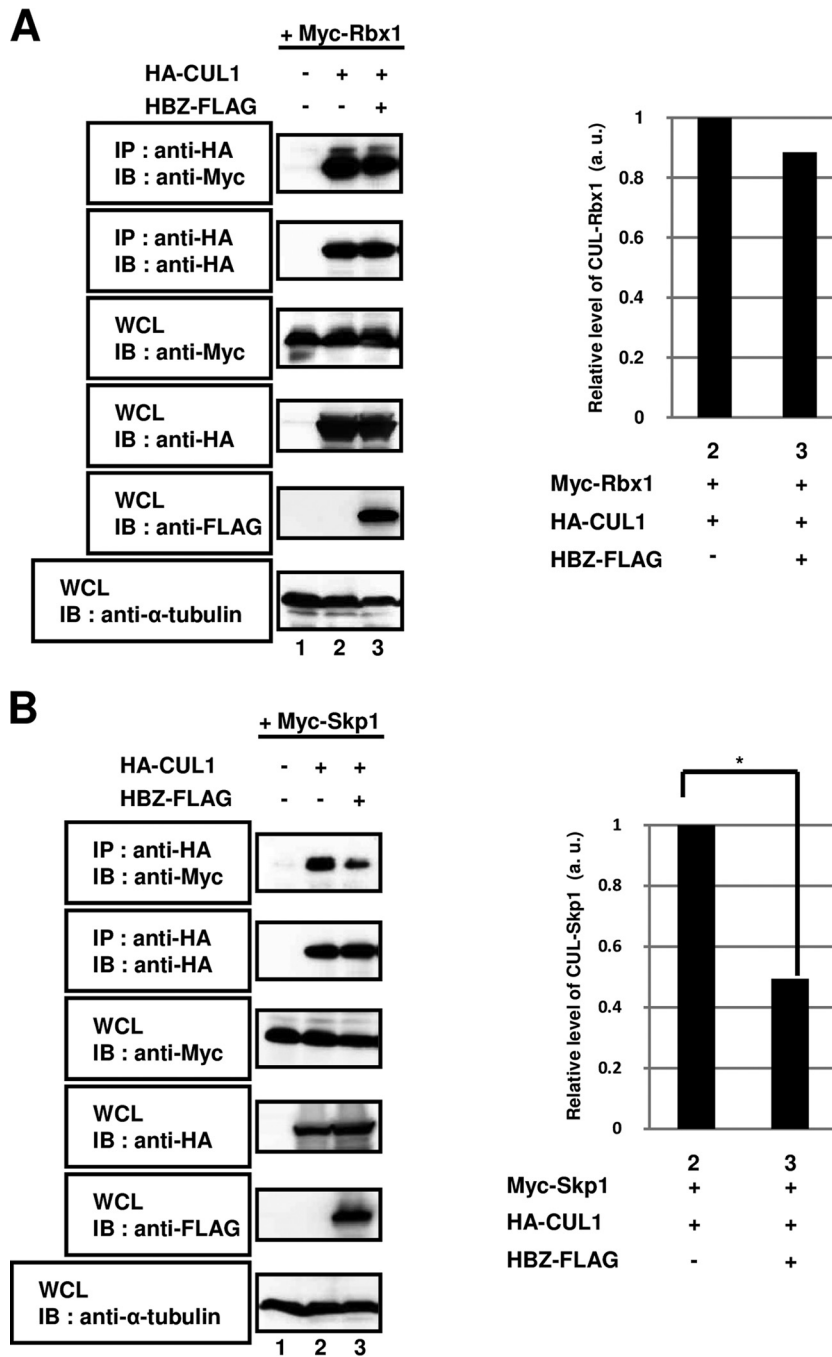 A
+ Myc-Rbx1
HA-CUL1 - + +
HBZ-FLAG - - +
IP : anti-HA
IB : anti-Myc
IP : anti-HA
IB : anti-HA
WCL
IB : anti-Myc
WCL
IB : anti-HA
WCL
IB : anti-FLAG
WCL
IB : anti-α-tubulin
1 2 3
Relative level of CUL-Rbx1 (a. u.)
1
0.8
0.6
0.4
0.2
0
2 3
Myc-Rbx1 + +
HA-CUL1 + +
HBZ-FLAG - +
B
+ Myc-Skp1
HA-CUL1 - + +
HBZ-FLAG - - +
IP : anti-HA
IB : anti-Myc
IP : anti-HA
IB : anti-HA
WCL
IB : anti-Myc
WCL
IB : anti-HA
WCL
IB : anti-FLAG
WCL
IB : anti-α-tubulin
1 2 3
*
Relative level of CUL-Skp1 (a. u.)
1
0.8
0.6
0.4
0.2
0
2 3
Myc-Skp1 + +
HA-CUL1 + +
HBZ-FLAG - +